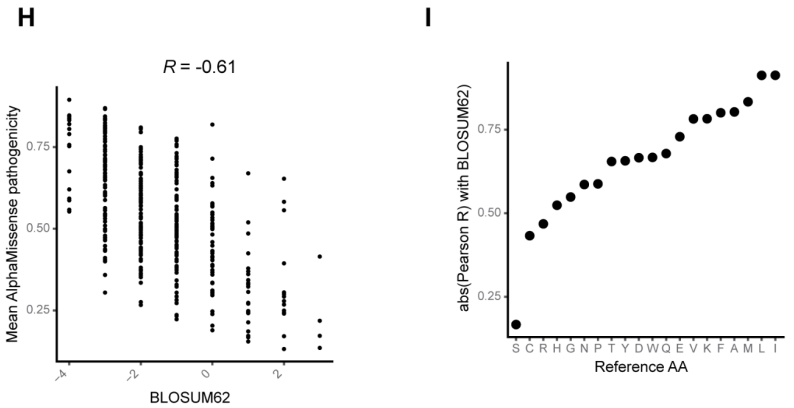 H
R = -0.61
Mean AlphaMissense pathogenicity
0.75
0.50
0.25
-4
-2
0
2
BLOSUM62
I
abs(Pearson R) with BLOSUM62)
0.75
0.50
0.25
S C R H G N P T Y D W Q E V K F A M L I
Reference AA